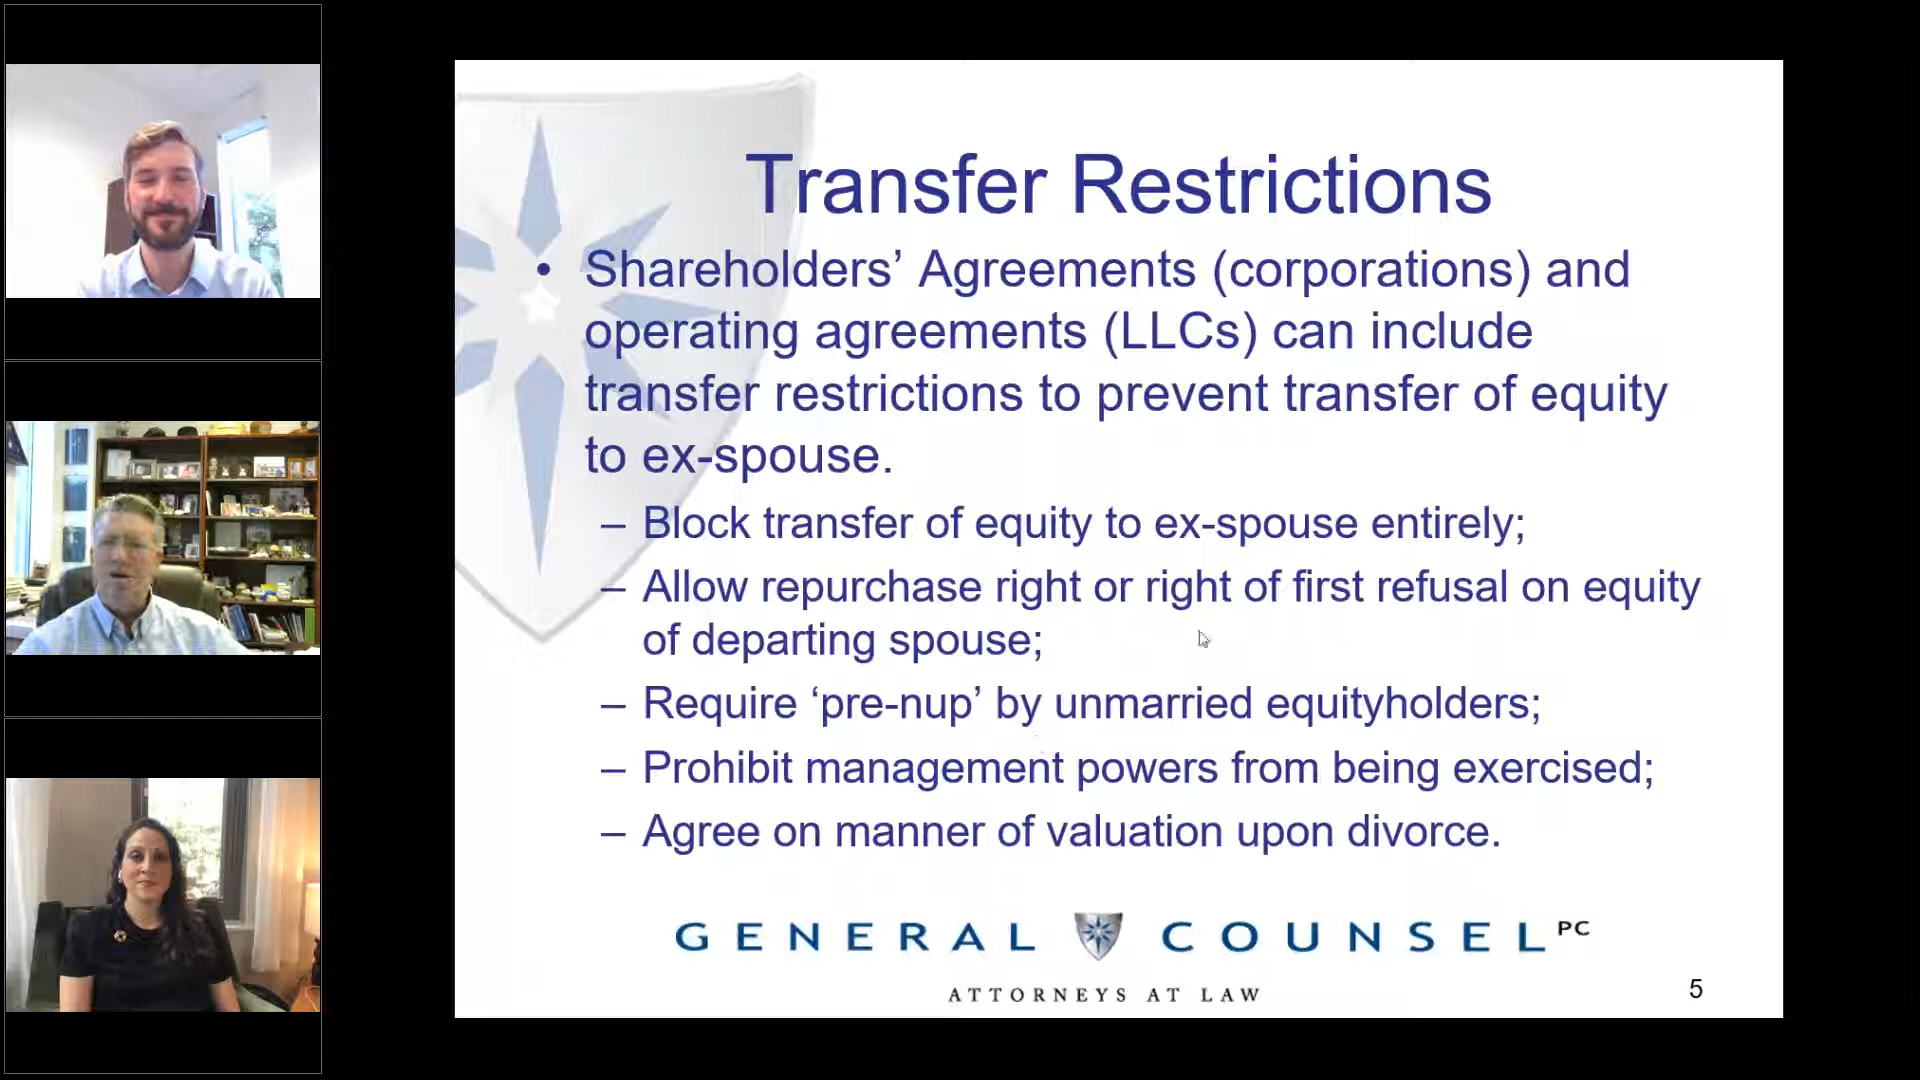 Transfer Restrictions
• Shareholders’ Agreements (corporations) and
operating agreements (LLCs) can include
transfer restrictions to prevent transfer of equity
to ex-spouse.
– Block transfer of equity to ex-spouse entirely;
– Allow repurchase right or right of first refusal on equity
of departing spouse;
– Require ‘pre-nup’ by unmarried equityholders;
– Prohibit management powers from being exercised;
– Agree on manner of valuation upon divorce.
GENERAL COUNSEL PC
ATTORNEYS AT LAW
5